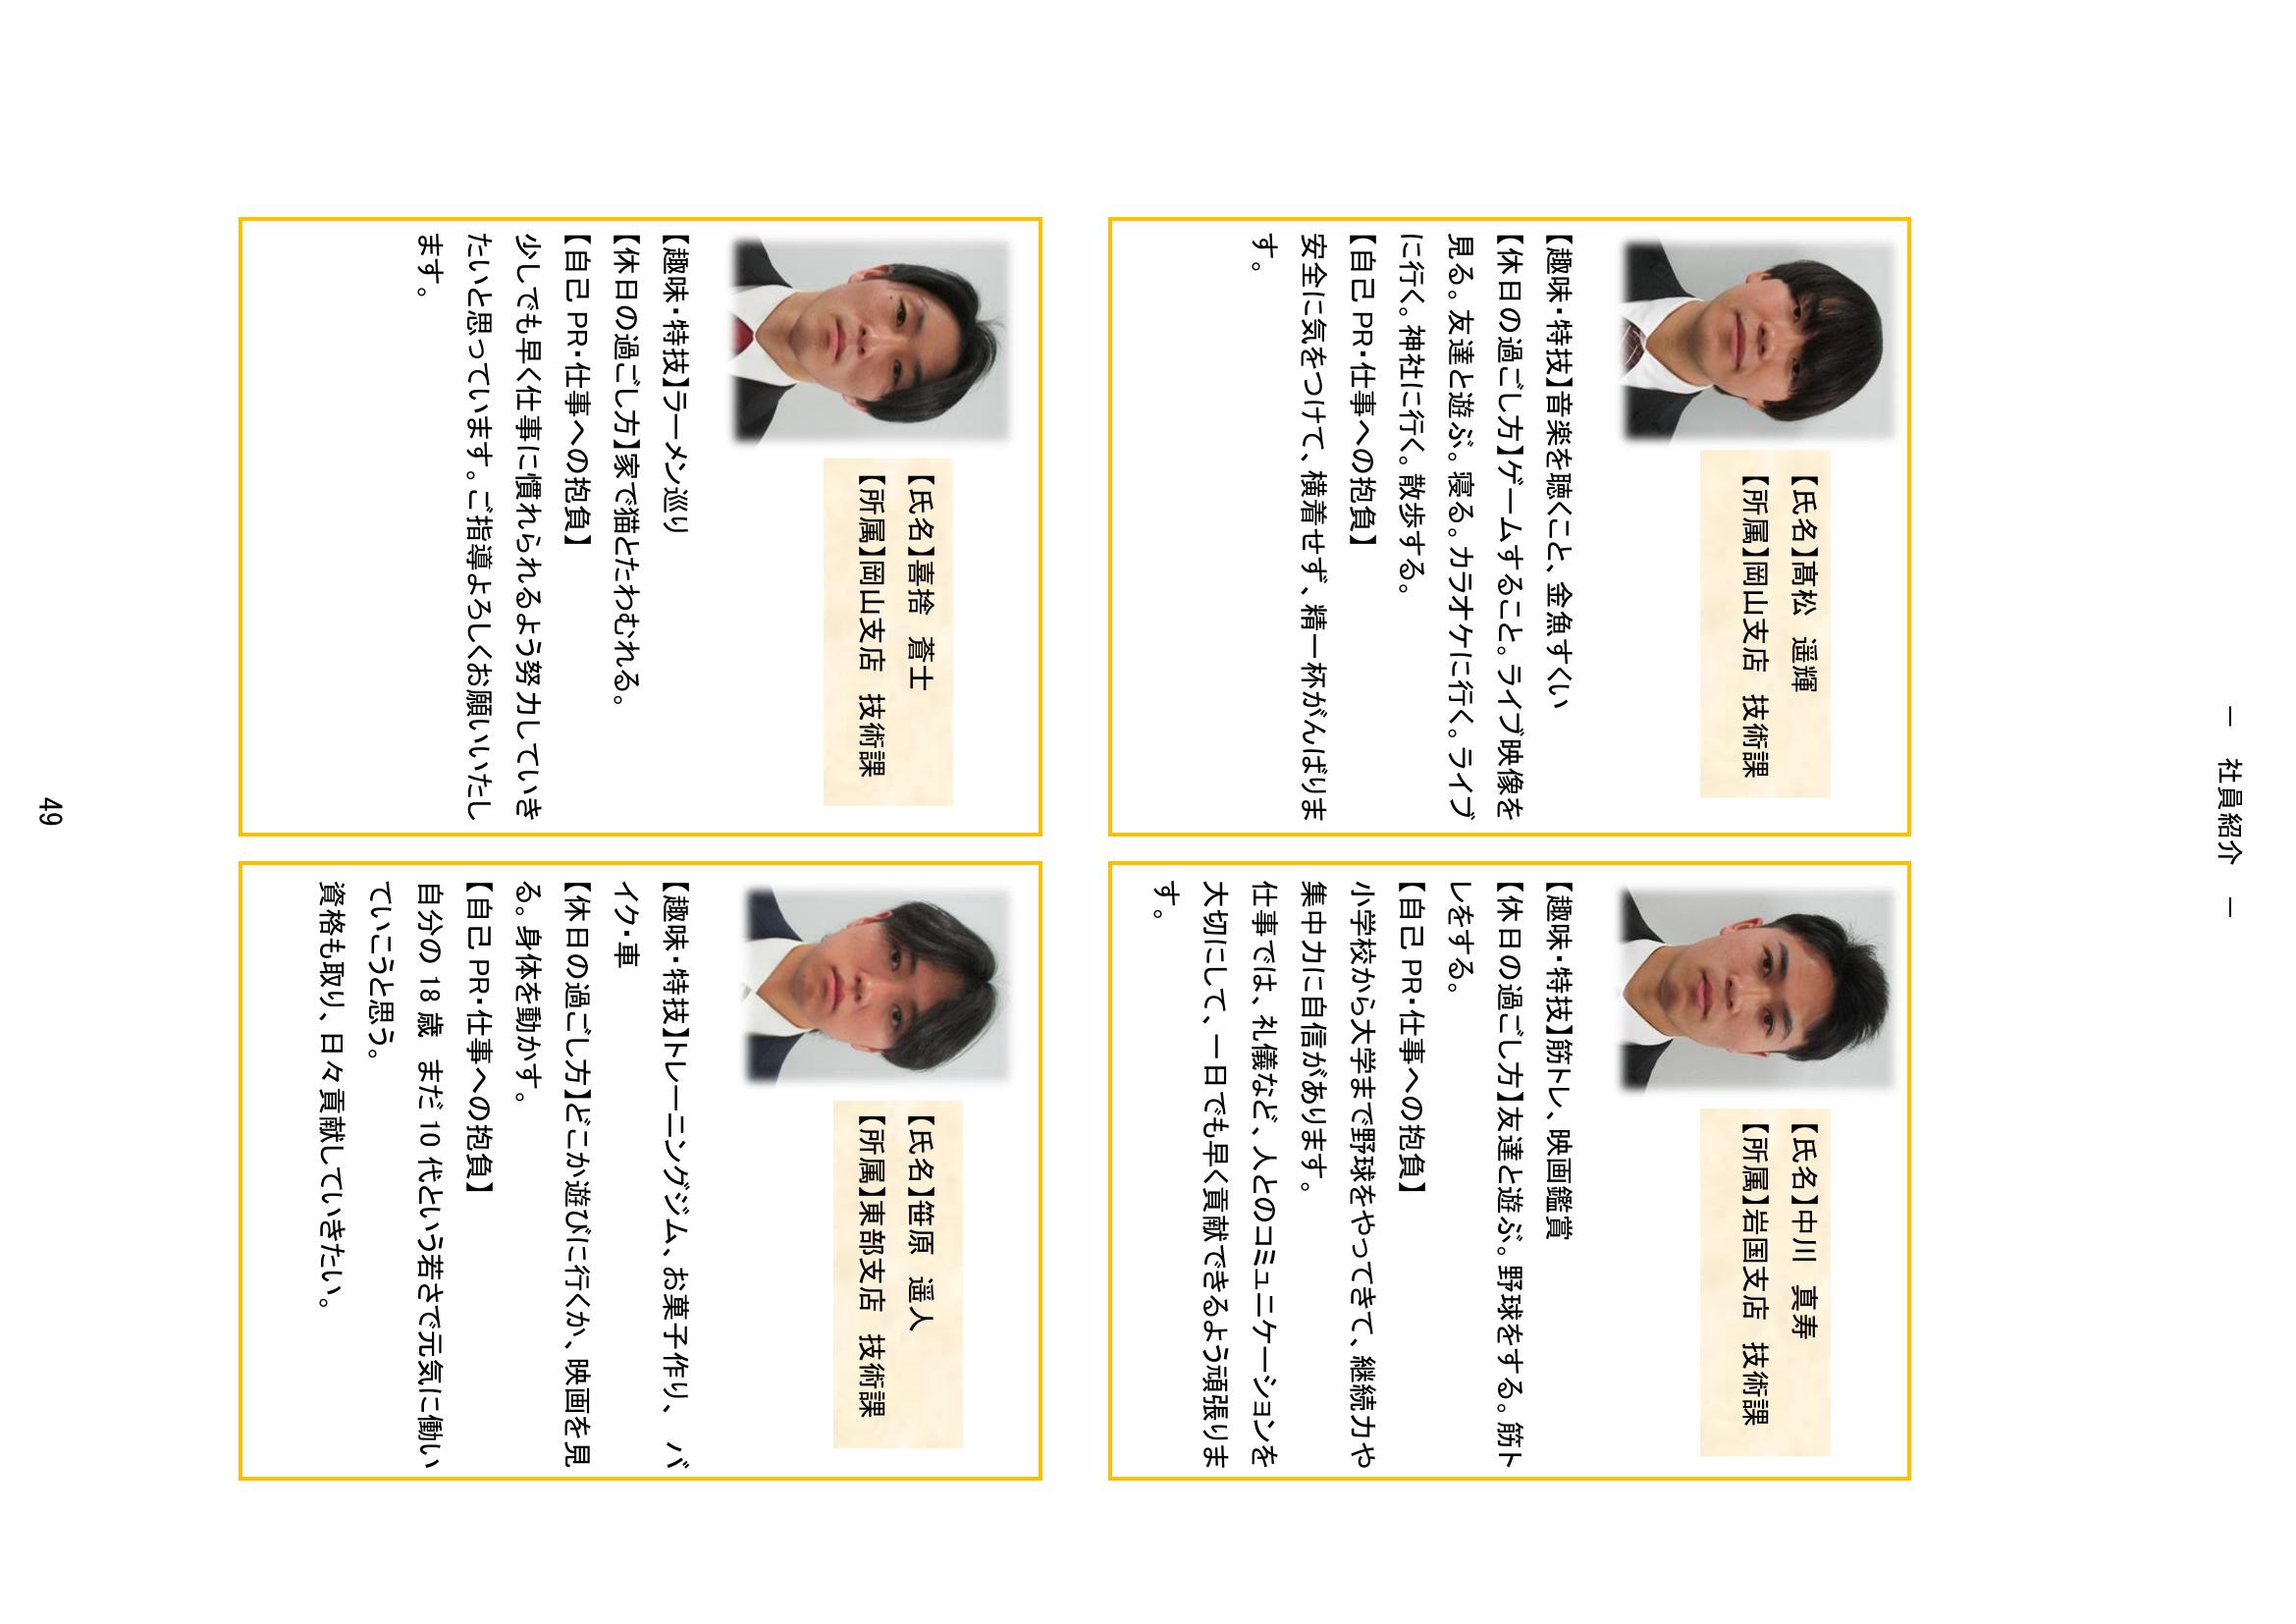 －　社員紹介　－
【氏名】髙松　遥輝
【所属】岡山支店　技術課
【趣味・特技】音楽を聴くこと、金魚すくい
【休日の過ごし方】ゲームすること。ライブ映像を
見る。友達と遊ぶ。寝る。カラオケに行く。ライブ
に行く。神社に行く。散歩する。
【自己 PR・仕事への抱負】
安全に気をつけて、横着せず、精一杯がんばりま
す。
【氏名】中川　真寿
【所属】岩国支店　技術課
【趣味・特技】筋トレ、映画鑑賞
【休日の過ごし方】友達と遊ぶ。野球をする。筋ト
レをする。
【自己 PR・仕事への抱負】
小学校から大学まで野球をやってきて、継続力や
集中力に自信があります。
仕事では、礼儀など、人とのコミュニケーションを
大切にして、一日でも早く貢献できるよう頑張りま
す。
【氏名】喜捨　蒼士
【所属】岡山支店　技術課
【趣味・特技】ラーメン巡り
【休日の過ごし方】家で猫とたわむれる。
【自己 PR・仕事への抱負】
少しでも早く仕事に慣れられるよう努力していき
たいと思っています。ご指導よろしくお願いいたし
ます。
【氏名】笹原　遥人
【所属】東部支店　技術課
【趣味・特技】トレーニングジム、お菓子作り、バ
イク・車
【休日の過ごし方】どこか遊びに行くか、映画を見
る。身体を動かす。
【自己 PR・仕事への抱負】
自分の 18 歳　まだ 10 代という若さで元気に働い
ていこうと思う。
資格も取り、日々貢献していきたい。
49